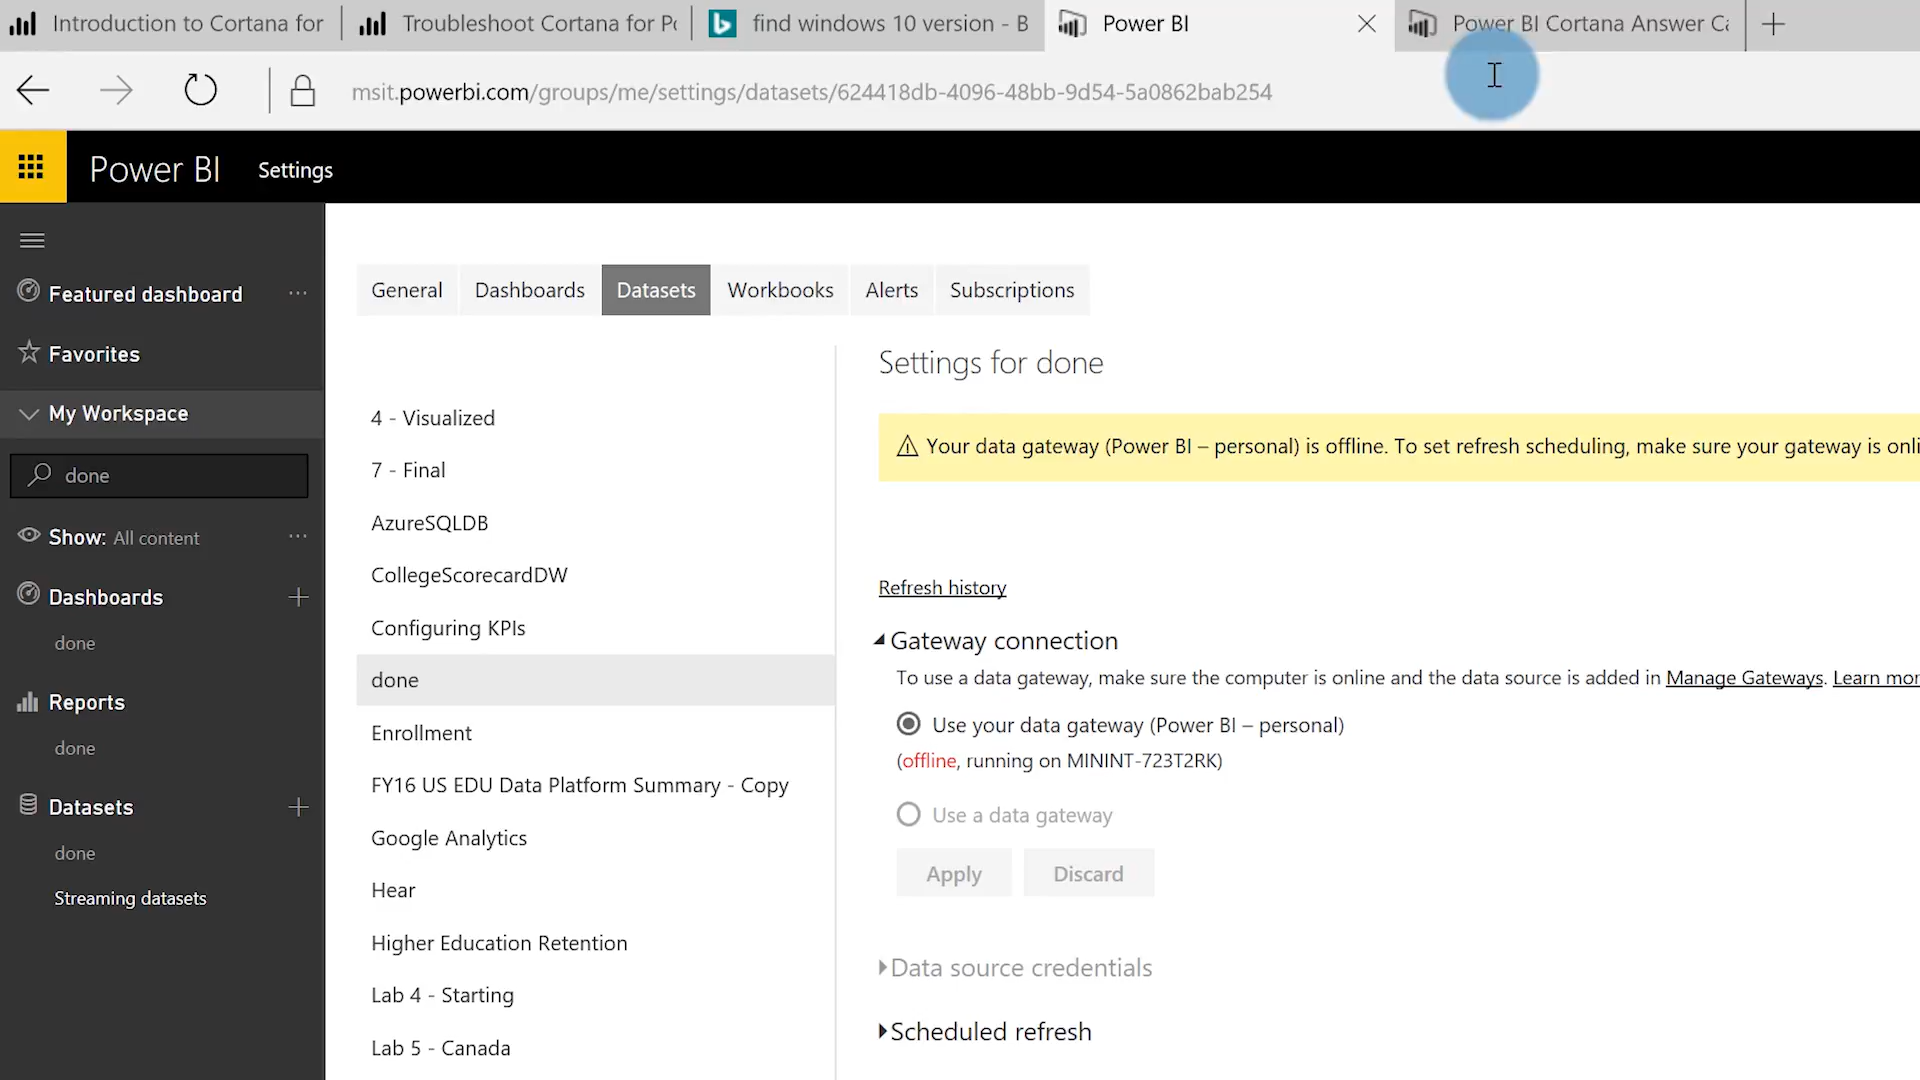 Introduction to Cortana for
Troubleshoot Cortana for Po
find windows 10 version - B
Power BI
Power BI Cortana Answer Ca
msit.powerbi.com/groups/me/settings/datasets/624418db-4096-48bb-9d54-5a0862bab254
Power BI
Settings
Featured dashboard
Favorites
My Workspace
done
Show: All content
Dashboards
done
Reports
done
Datasets
done
Streaming datasets
General
Dashboards
Datasets
Workbooks
Alerts
Subscriptions
4 - Visualized
7 - Final
AzureSQLDB
CollegeScorecardDW
Configuring KPIs
done
Enrollment
FY16 US EDU Data Platform Summary - Copy
Google Analytics
Hear
Higher Education Retention
Lab 4 - Starting
Lab 5 - Canada
Settings for done
Your data gateway (Power BI – personal) is offline. To set refresh scheduling, make sure your gateway is onli
Refresh history
Gateway connection
To use a data gateway, make sure the computer is online and the data source is added in Manage Gateways. Learn mor
Use your data gateway (Power BI – personal)
(offline, running on MININT-723T2RK)
Use a data gateway
Apply
Discard
Data source credentials
Scheduled refresh